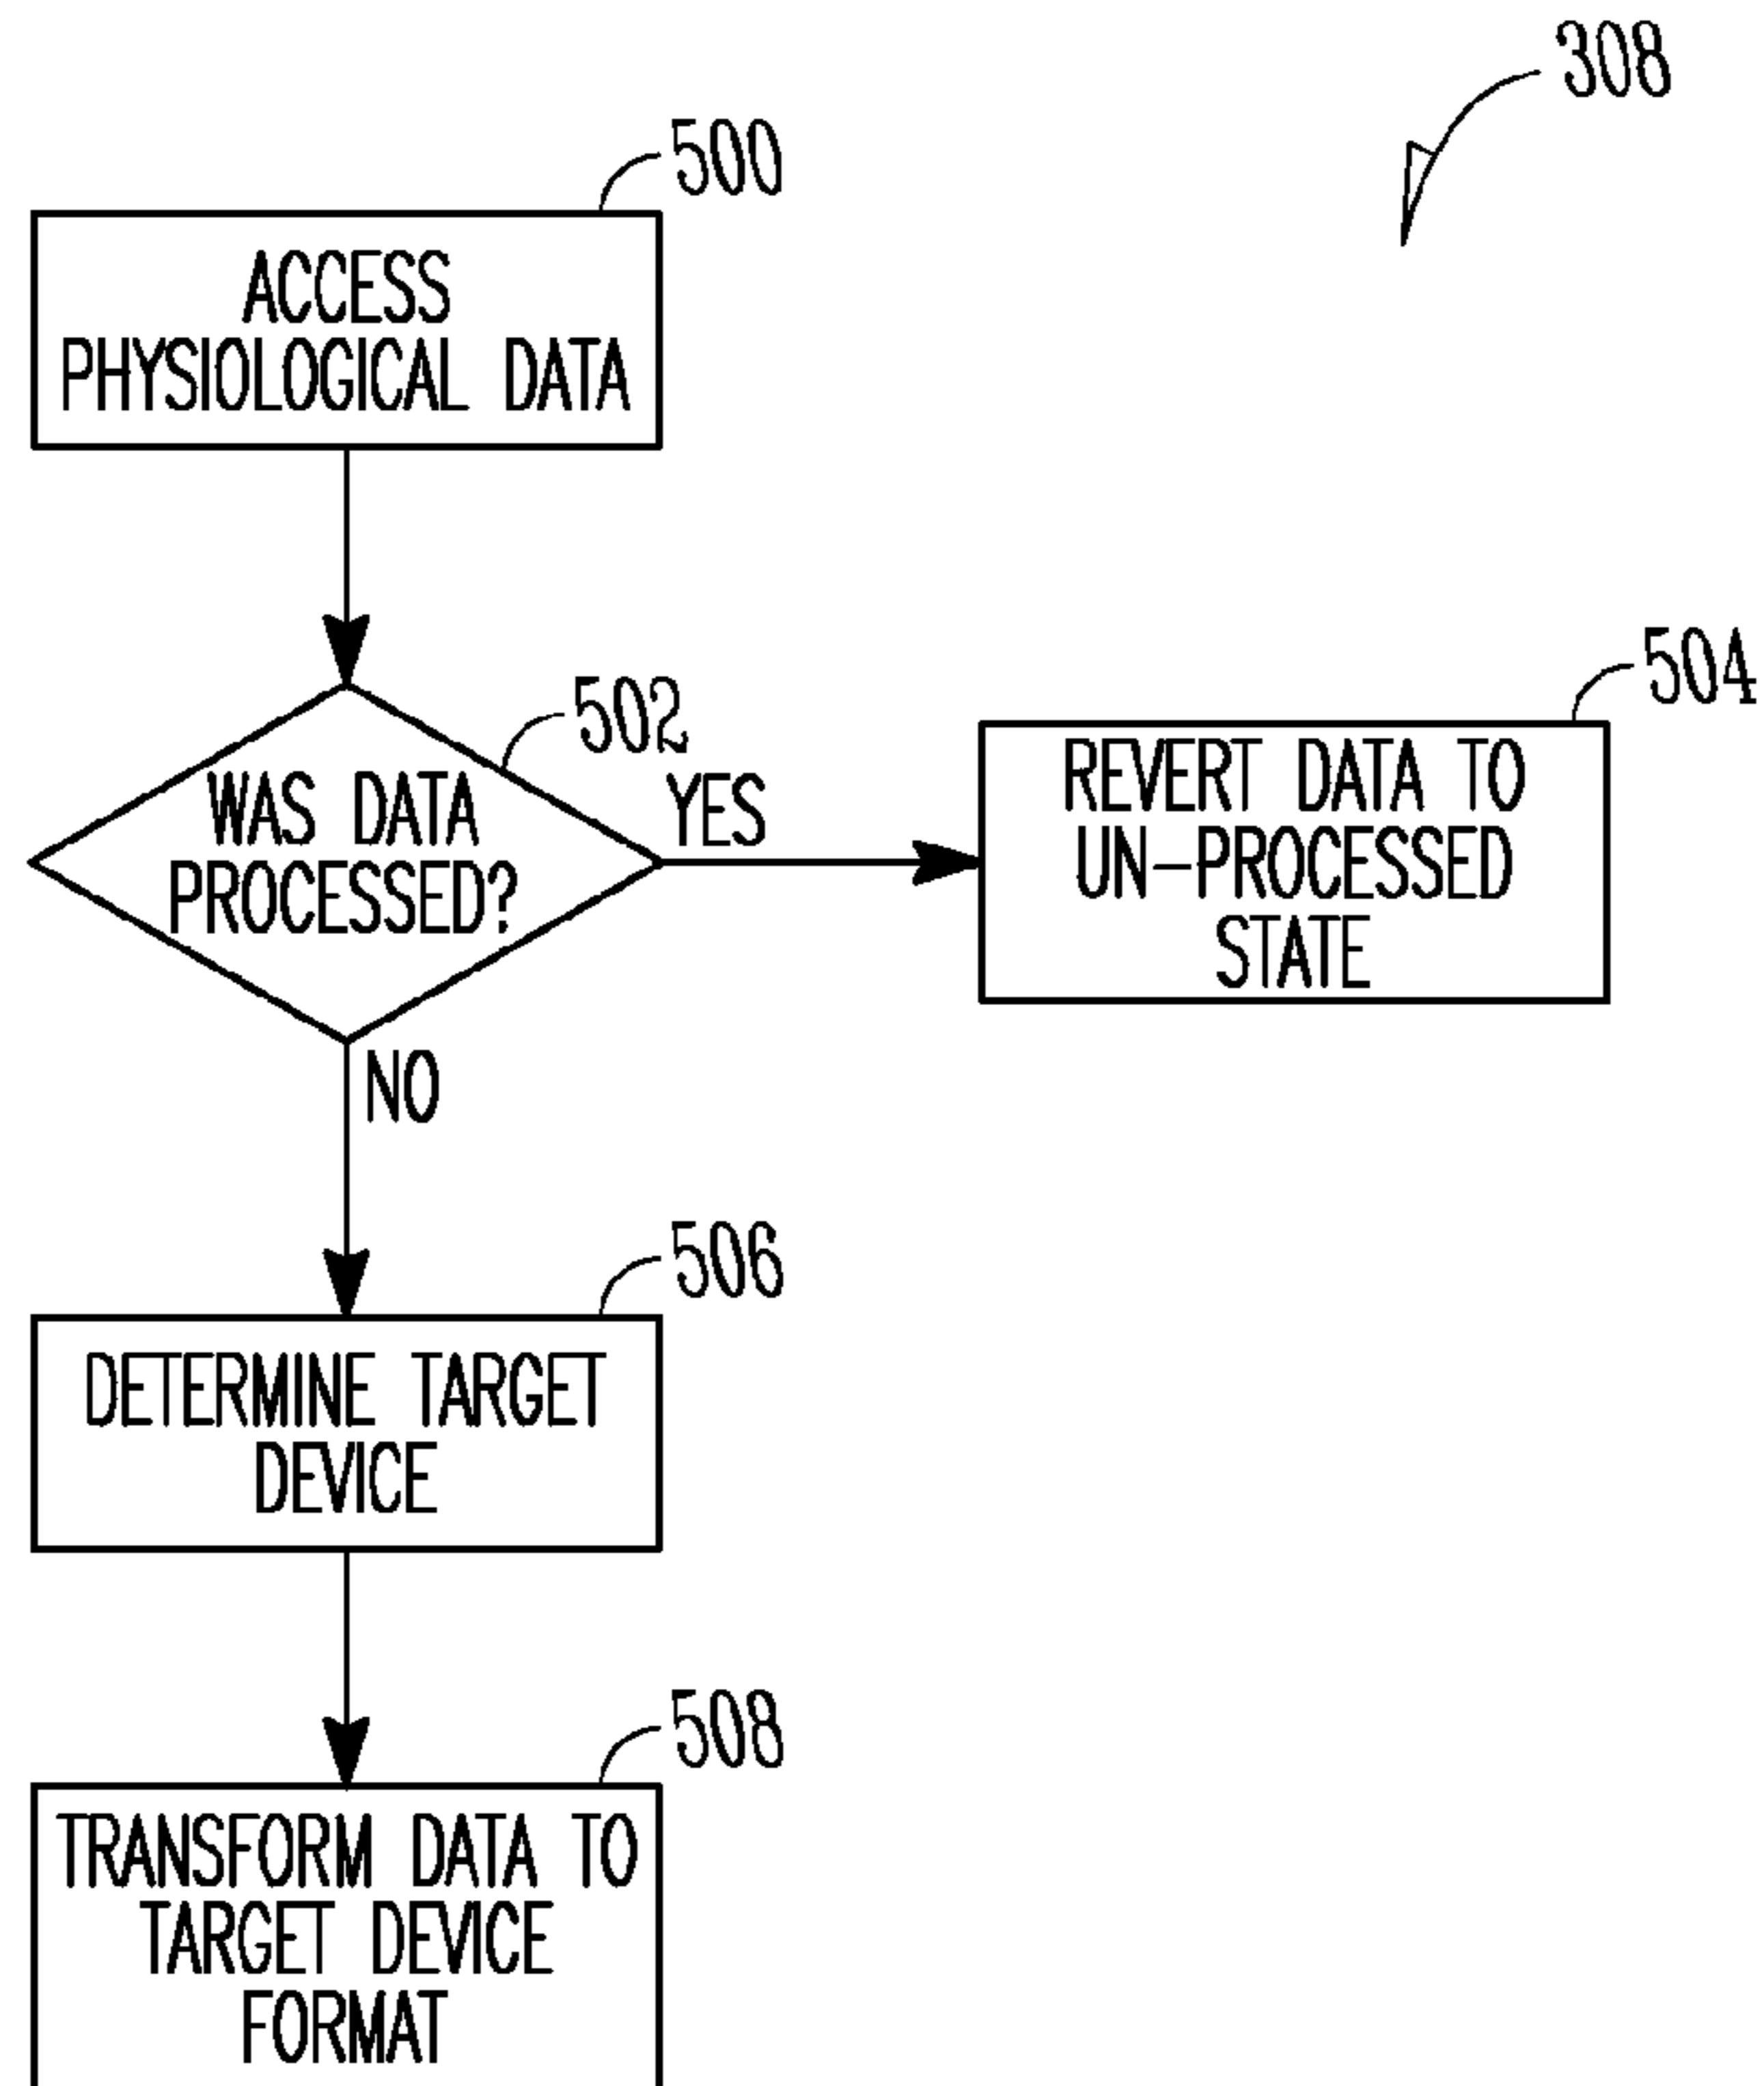 308
500
ACCESS
PHYSIOLOGICAL DATA
502
WAS DATA
PROCESSED?
YES
504
REVERT DATA TO
UN-PROCESSED
STATE
NO
506
DETERMINE TARGET
DEVICE
508
TRANSFORM DATA TO
TARGET DEVICE
FORMAT